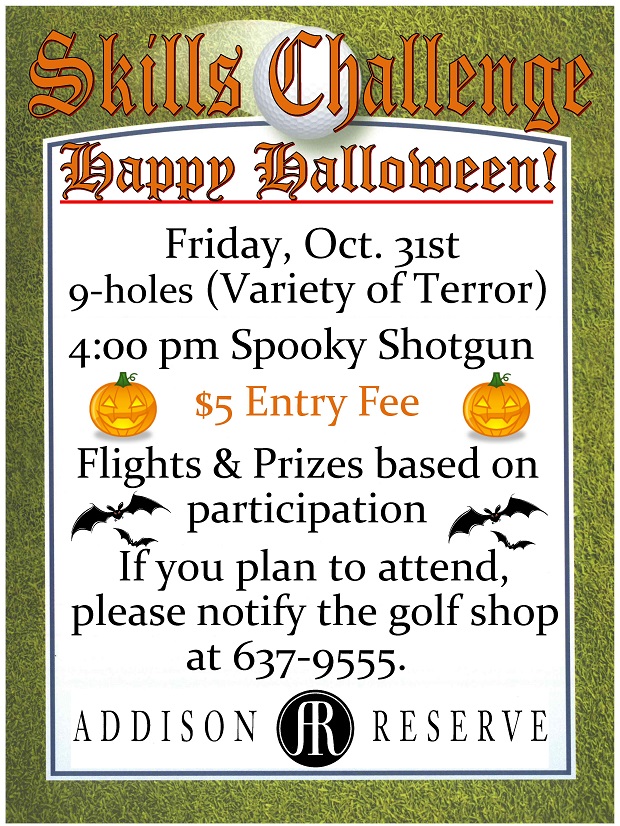 Skills Challenge
Happy Halloween!
Friday, Oct. 31st
9-holes (Variety of Terror)
4:00 pm Spooky Shotgun
$5 Entry Fee
Flights & Prizes based on
participation
If you plan to attend,
please notify the golf shop
at 637-9555.
ADDISON AR RESERVE